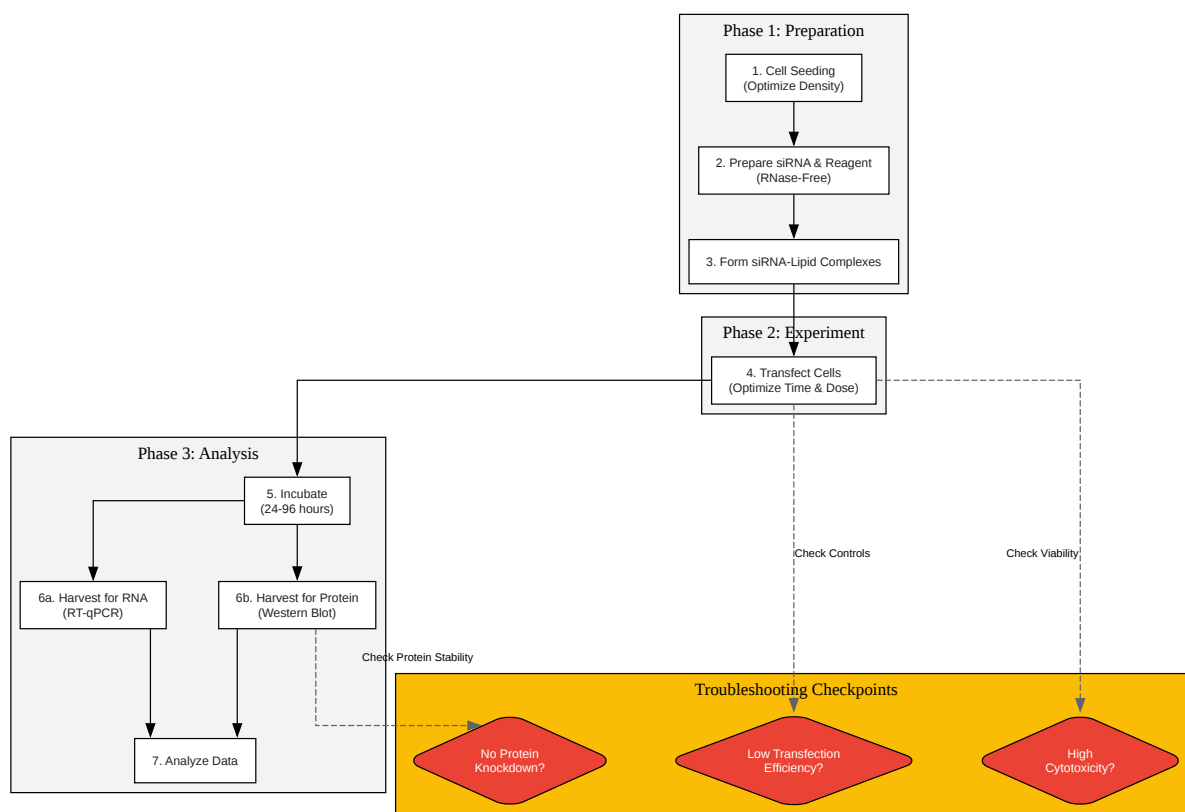 Phase 1: Preparation
1. Cell Seeding
(Optimize Density)
2. Prepare siRNA & Reagent
(RNase-Free)
3. Form siRNA-Lipid Complexes
Phase 2: Experiment
4. Transfect Cells
(Optimize Time & Dose)
Phase 3: Analysis
5. Incubate
(24-96 hours)
Check Controls
Check Viability
6a. Harvest for RNA
(RT-qPCR)
6b. Harvest for Protein
(Western Blot)
Check Protein Stability
Troubleshooting Checkpoints
7. Analyze Data
No Protein
Knockdown?
Low Transfection
Efficiency?
High
Cytotoxicity?